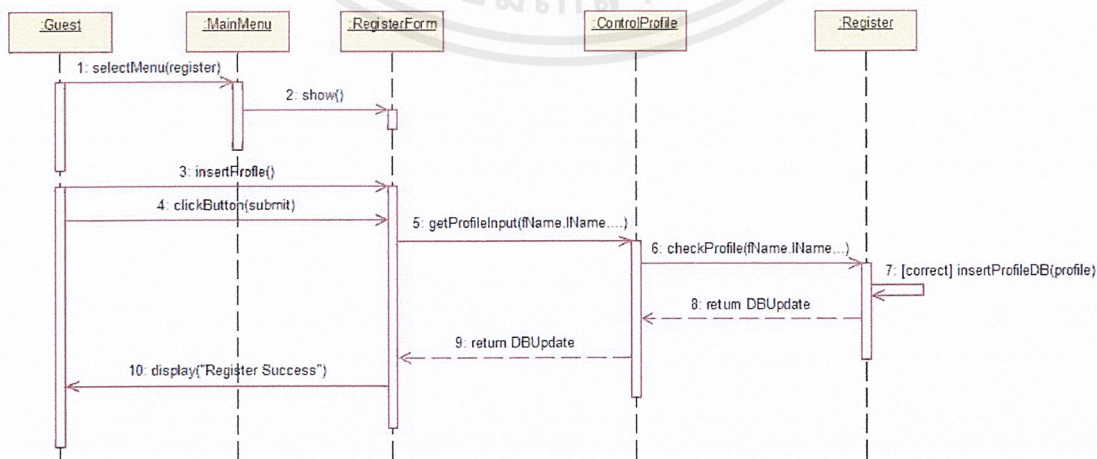 :Guest
:MainMenu
:RegisterForm
:ControlProfile
:Register
1: selectMenu(register)
2: show()
3: insertProfle()
4: clickButton(submit)
5: getProfileInput(fName,lName....)
6: checkProfile(fName,lName...)
7: [correct] insertProfileDB(profile)
8: return DBUpdate
9: return DBUpdate
10: display("Register Success")